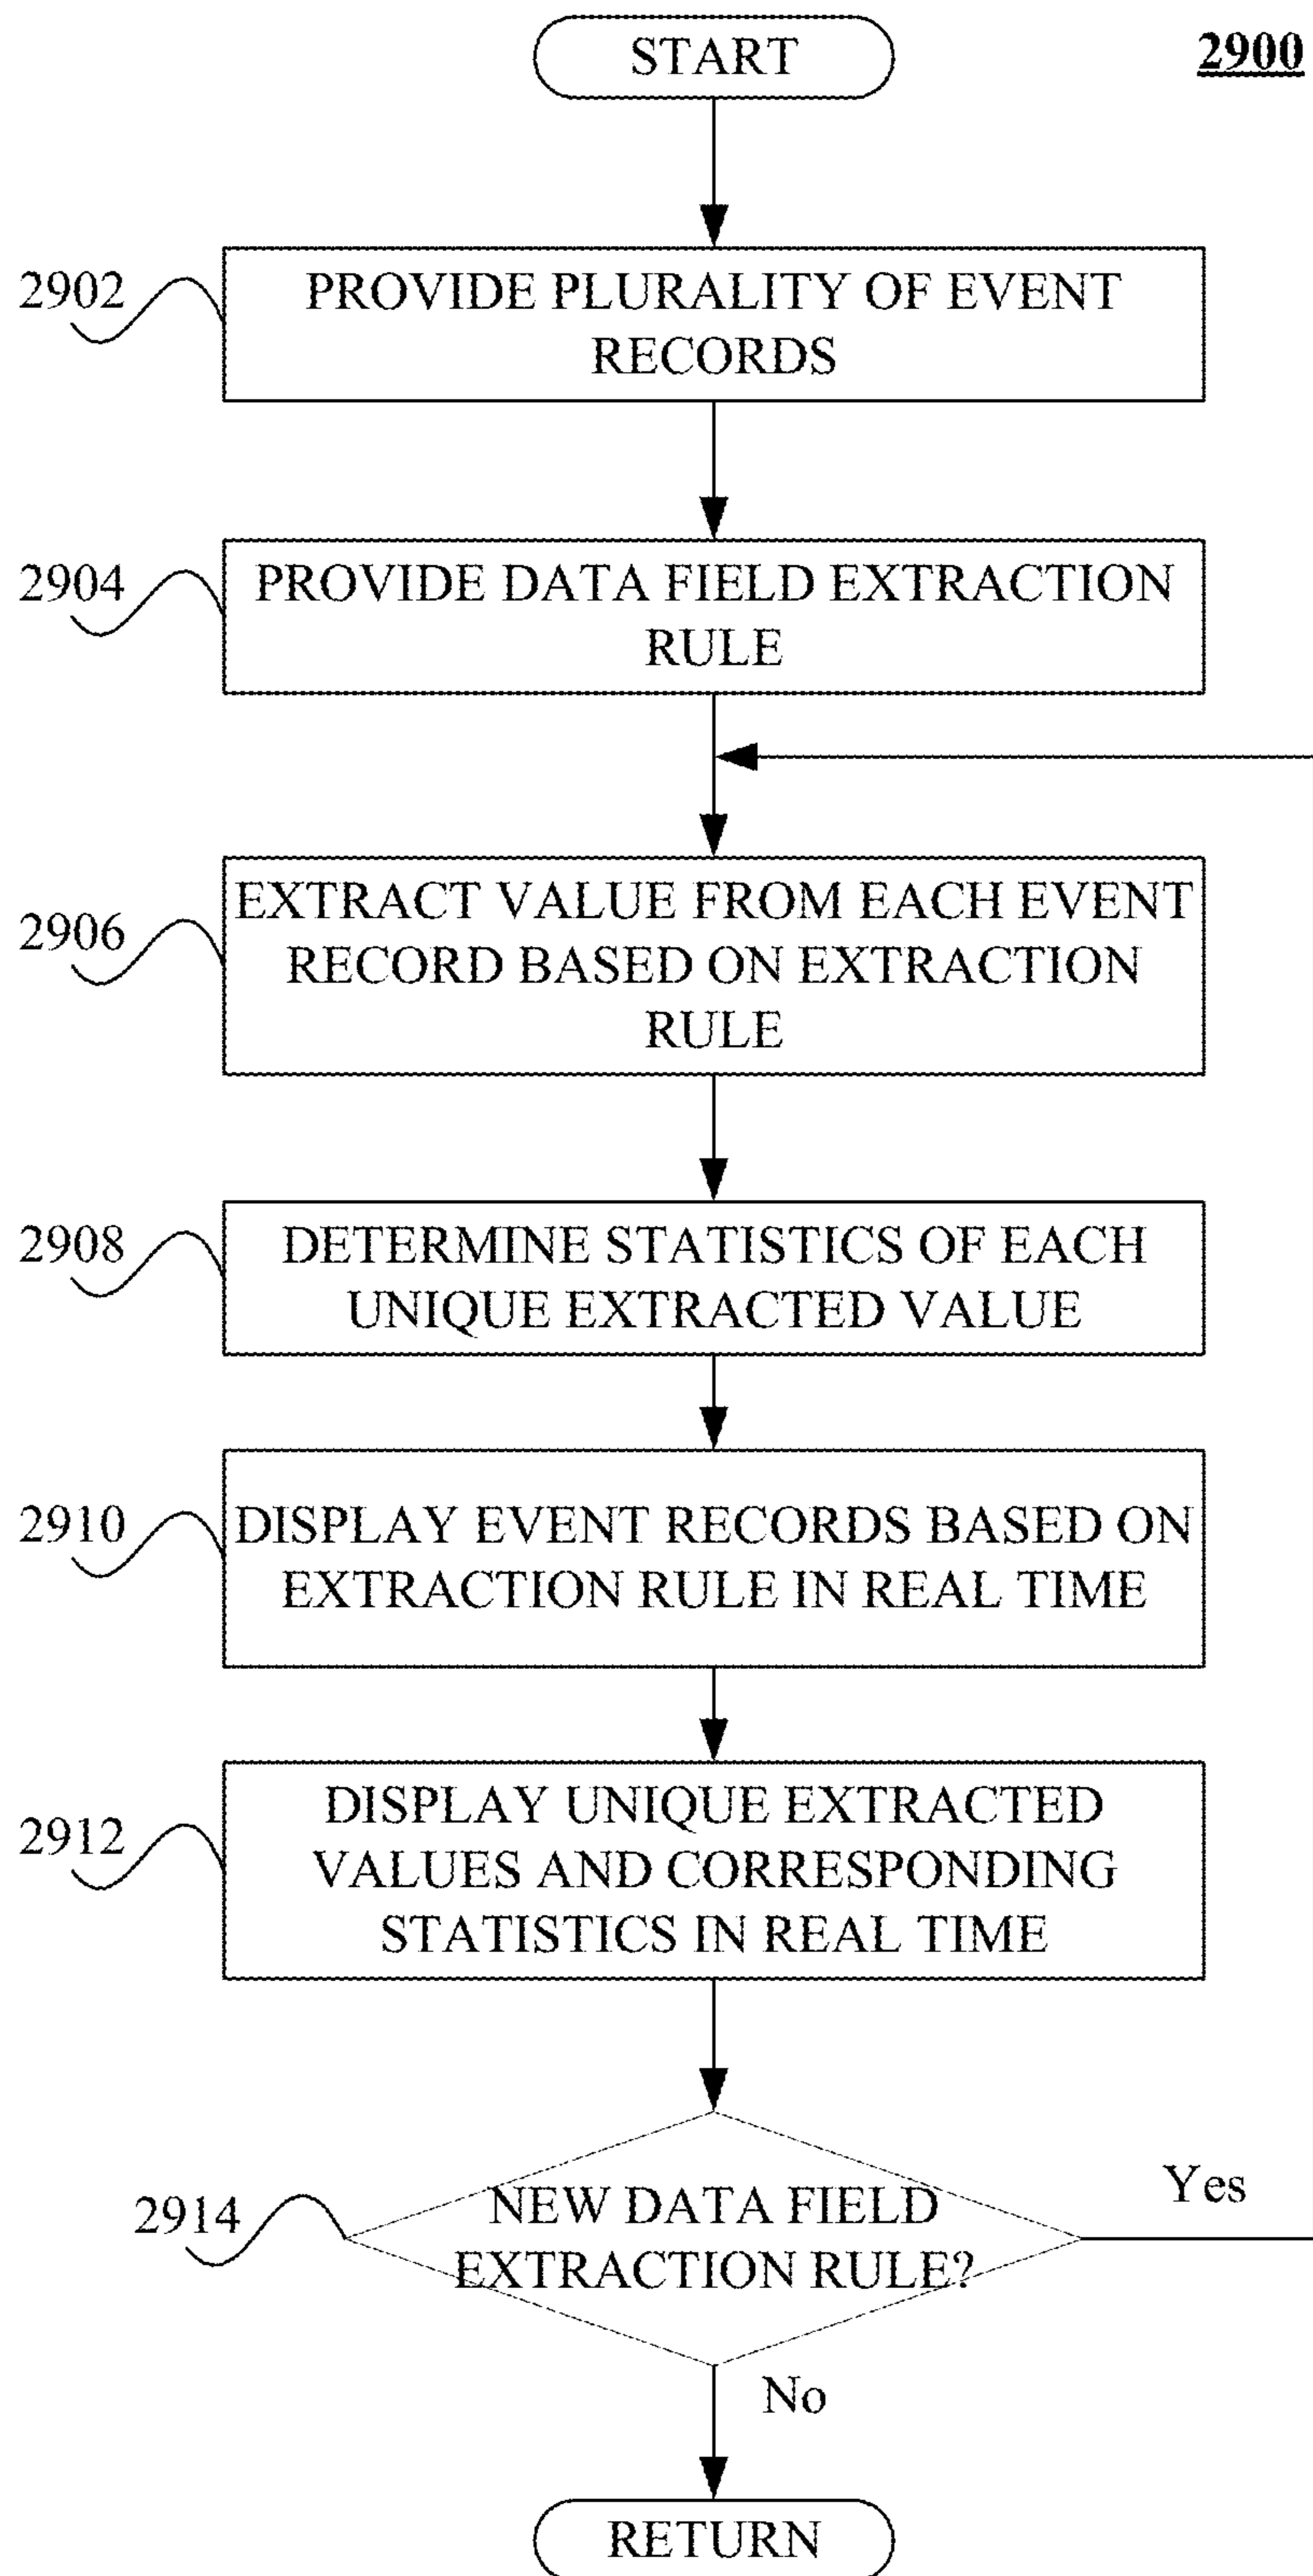 START
2900
2902
PROVIDE PLURALITY OF EVENT
RECORDS
2904
PROVIDE DATA FIELD EXTRACTION
RULE
2906
EXTRACT VALUE FROM EACH EVENT
RECORD BASED ON EXTRACTION
RULE
2908
DETERMINE STATISTICS OF EACH
UNIQUE EXTRACTED VALUE
2910
DISPLAY EVENT RECORDS BASED ON
EXTRACTION RULE IN REAL TIME
2912
DISPLAY UNIQUE EXTRACTED
VALUES AND CORRESPONDING
STATISTICS IN REAL TIME
2914
NEW DATA FIELD
EXTRACTION RULE?
Yes
No
RETURN